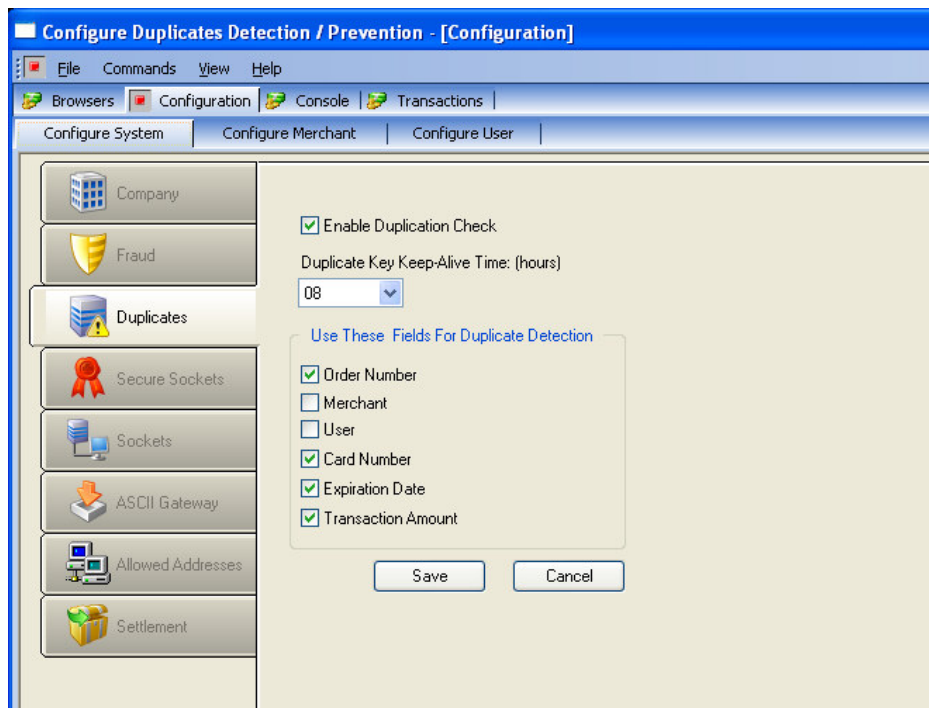 Configure Duplicates Detection / Prevention - [Configuration]
File Commands View Help
Browsers Configuration Console Transactions
Configure System Configure Merchant Configure User
Company
Fraud
Duplicates
Secure Sockets
Sockets
ASCII Gateway
Allowed Addresses
Settlement
Enable Duplication Check
Duplicate Key Keep-Alive Time: (hours)
08
Use These Fields For Duplicate Detection
Order Number
Merchant
User
Card Number
Expiration Date
Transaction Amount
Save Cancel